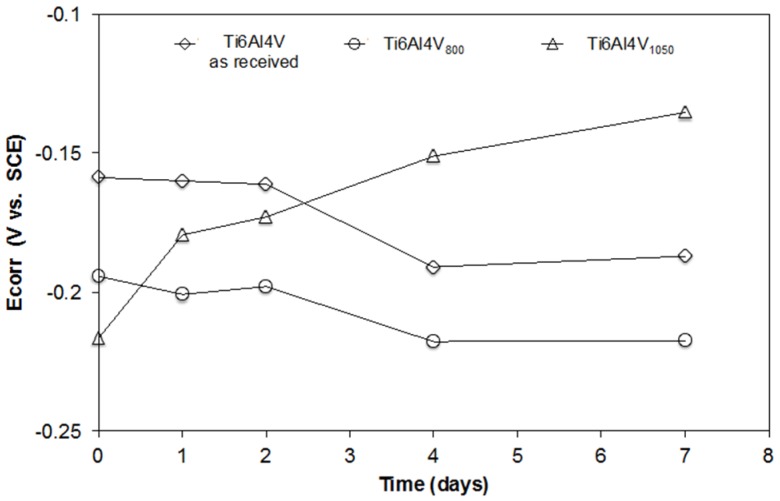 -0.1
Ti6Al4V as received
Ti6Al4V800
Ti6Al4V1050
-0.15
-0.2
-0.25
Ecorr (V vs. SCE)
0 1 2 3 4 5 6 7 8
Time (days)